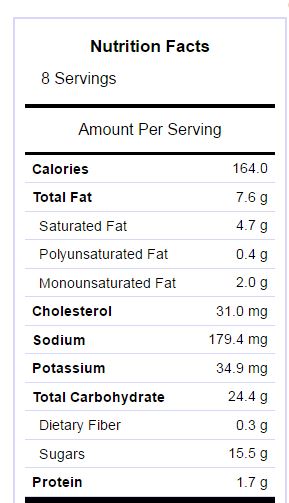 Nutrition Facts
8 Servings
Amount Per Serving
Calories 164.0
Total Fat 7.6 g
Saturated Fat 4.7 g
Polyunsaturated Fat 0.4 g
Monounsaturated Fat 2.0 g
Cholesterol 31.0 mg
Sodium 179.4 mg
Potassium 34.9 mg
Total Carbohydrate 24.4 g
Dietary Fiber 0.3 g
Sugars 15.5 g
Protein 1.7 g